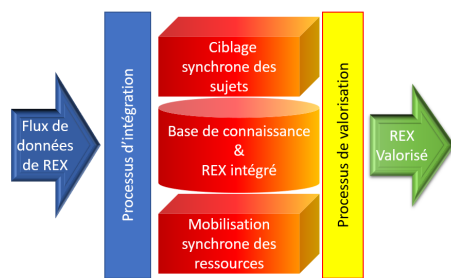 Flux de
données
de REX
Processus d'intégration
Ciblage
synchrone des
sujets
Base de connaissance
&
REX intégré
Mobilisation
synchrone des
ressources
Processus de valorisation
REX
Valorisé